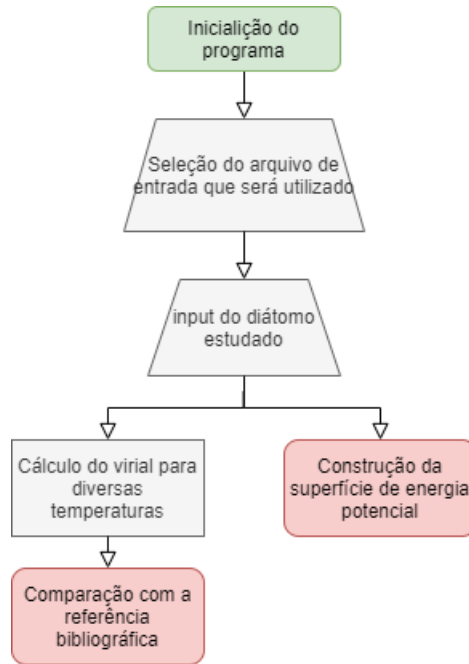 Inicialição do
programa
Seleção do arquivo de
entrada que será utilizado
input do diátomo
estudado
Cálculo do virial para
diversas
temperaturas
Construção da
superfície de energia
potencial
Comparação com a
referência
bibliográfica